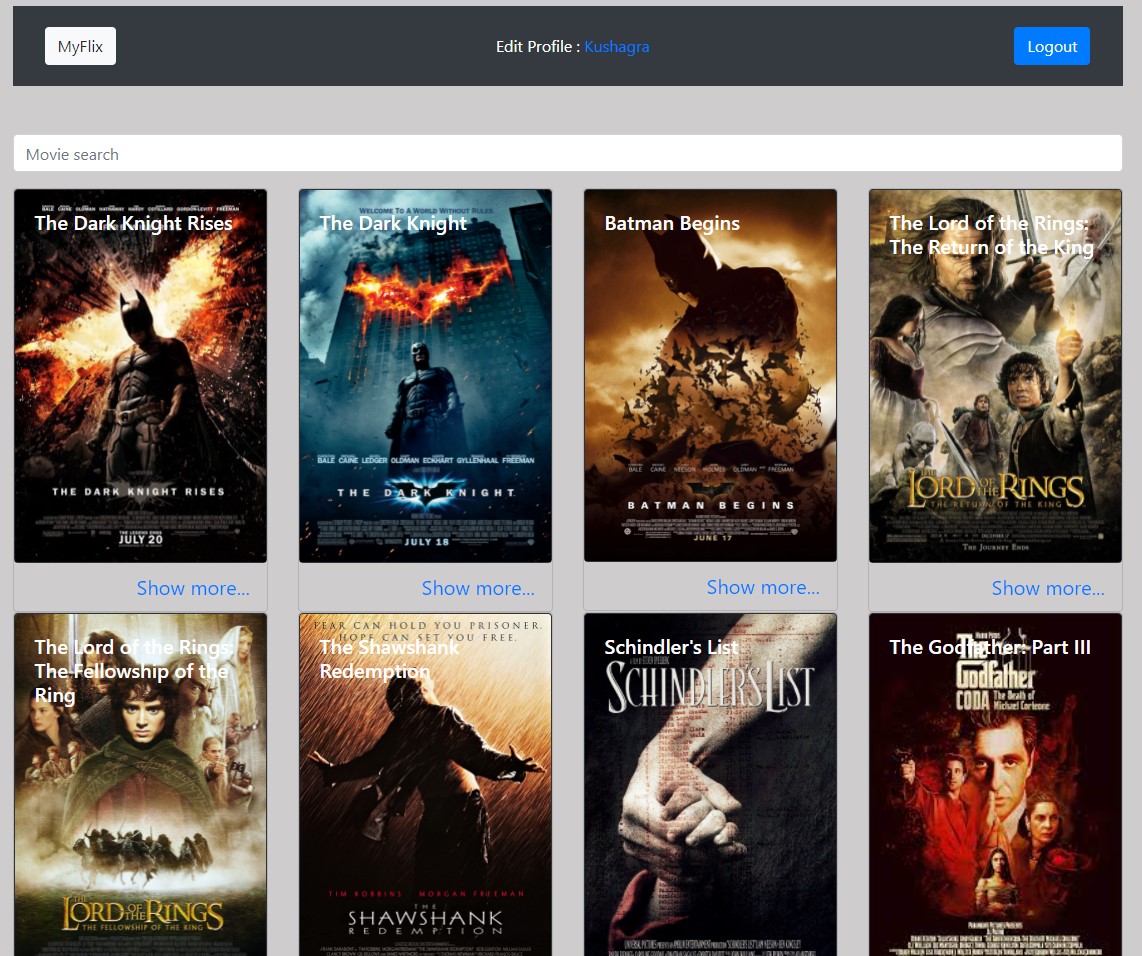 MyFlix
Edit Profile : Kushagra
Logout
Movie search
The Dark Knight Rises
THE DARK KNIGHT RISES
THE LEGEND ENDS
JULY 20
WELCOME TO A WORLD WITHOUT RULES.
The Dark Knight
BALE CAINE LEDGER OLDMAN ECKHART GYLLENHAAL FREEMAN
THE DARK KNIGHT
JULY 18
Batman Begins
BALE CAINE NEESON HOLMES OLDMAN AND FREEMAN
BATMAN BEGINS
JUNE 17
The Lord of the Rings:
The Return of the King
THE
LORD OF THE RINGS
THE RETURN OF THE KING
THE JOURNEY ENDS
Show more...
Show more...
Show more...
Show more...
The Lord of the Rings:
The Fellowship of the
Ring
THE
LORD OF THE RINGS
THE FELLOWSHIP OF THE RING
FEAR CAN HOLD YOU PRISONER.
HOPE CAN SET YOU FREE.
The Shawshank
Redemption
TIM ROBBINS MORGAN FREEMAN
THE
SHAWSHANK
REDEMPTION
Schindler's List
SCHINDLER'S LIST
The Godfather: Part III
The
Godfather
CODA The Death of
Michael Corleone